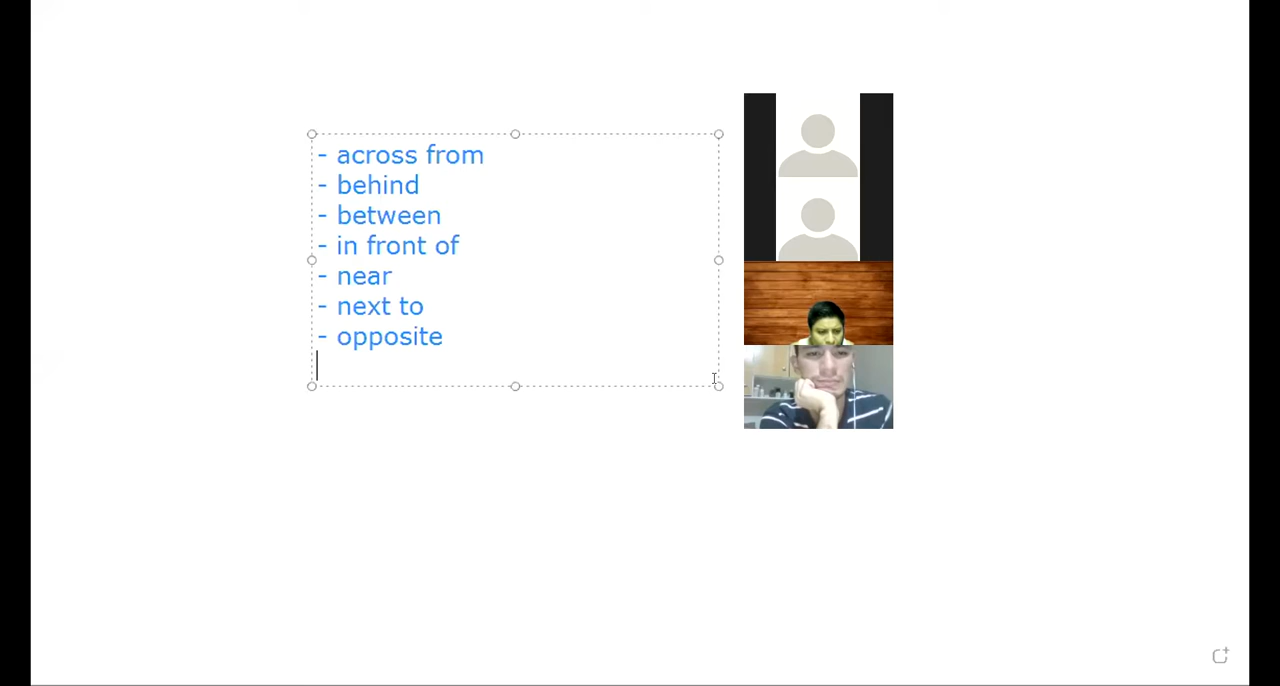 - across from
- behind
- between
- in front of
- near
- next to
- opposite